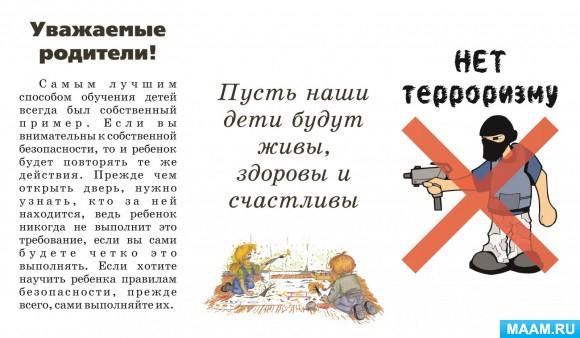 Уважаемые
родители!
Самым лучшим
способом обучения детей
всегда был собственный
пример. Если вы
внимательны к собственной
безопасности, то и ребенок
будет повторять те же
действия. Прежде чем
открыть дверь, нужно
узнать, кто за ней
находится, ведь ребенок
никогда не выполнит это
требование, если вы сами
будете четко это
выполнять. Если хотите
научить ребенка правилам
безопасности, прежде
всего, сами выполняйте их.
Пусть наши
дети будут
живы,
здоровы и
счастливы
НЕТ
терроризму
MAAM.RU